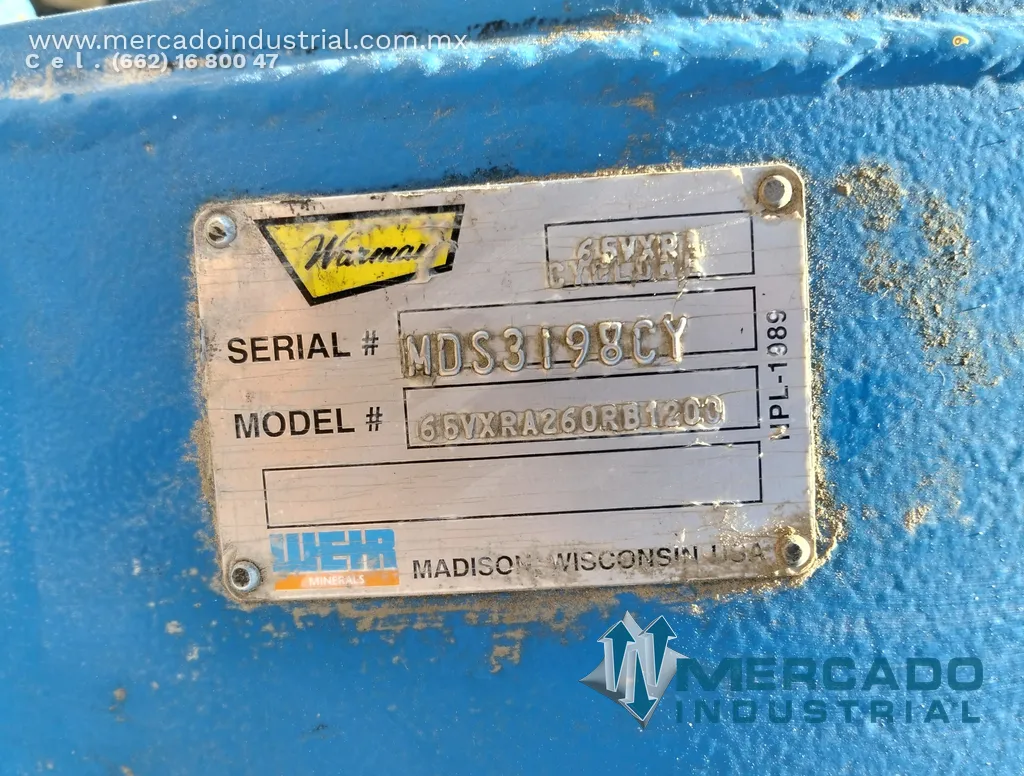 www.mercadoindustrial.com.mx
Cel. (662) 16 800 47
Warman
65VXRA
SERIAL # MDS3198CY
MODEL # 65VXRA260RB1200
NPL-1089
WEIR
MINERALS
MADISON, WISCONSIN USA
MERCADO
INDUSTRIAL